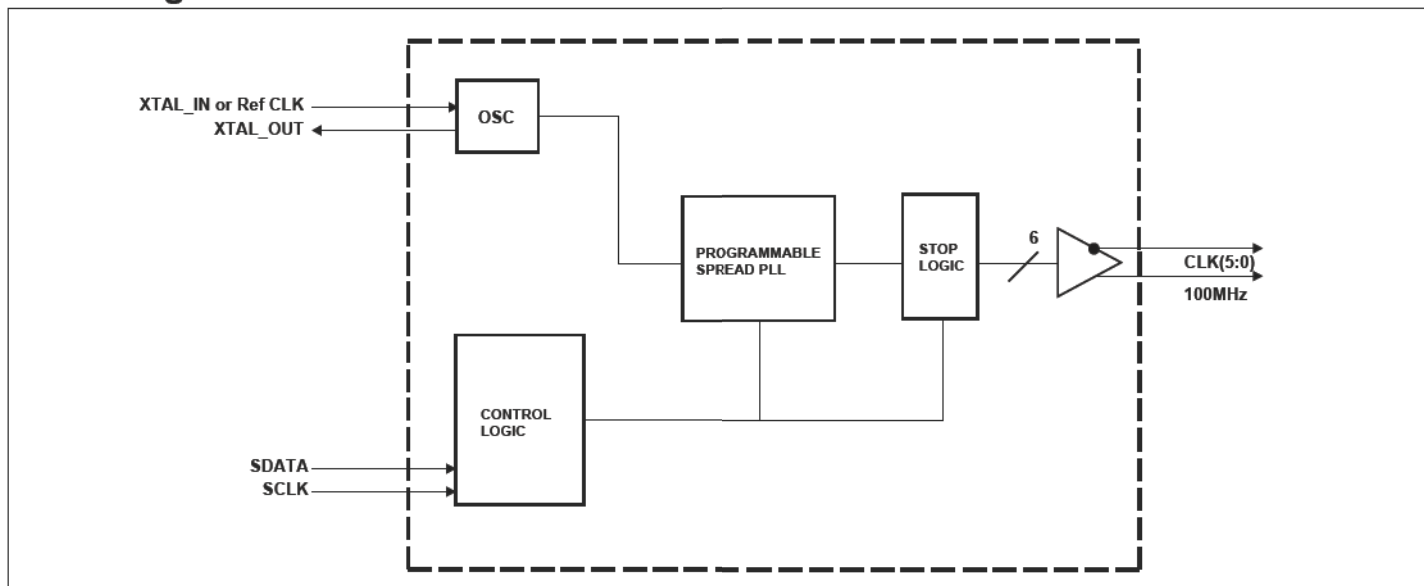 XTAL_IN or Ref CLK
XTAL_OUT
OSC
PROGRAMMABLE
SPREAD PLL
STOP
LOGIC
6
CLK(5:0)
100MHz
CONTROL
LOGIC
SDATA
SCLK